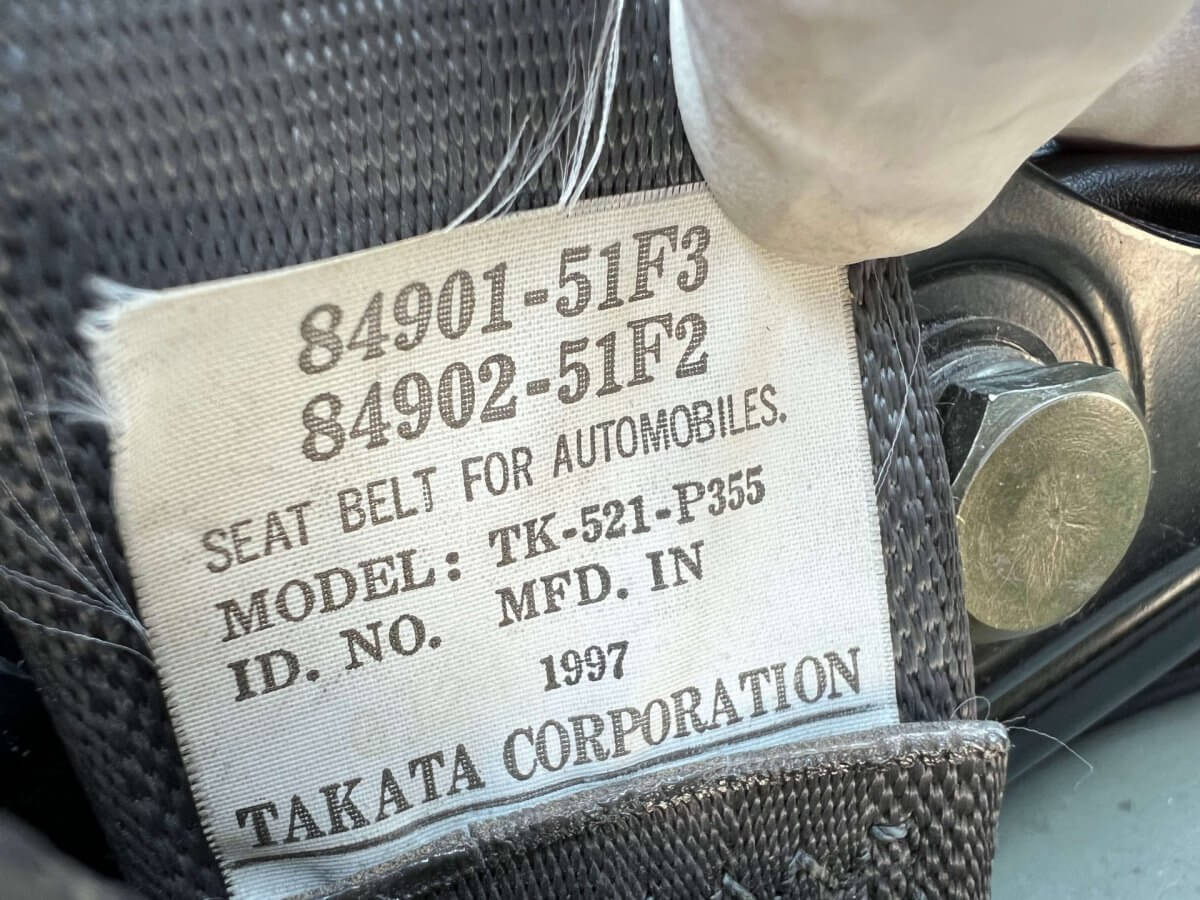 84901-51F3
84902-51F2
SEAT BELT FOR AUTOMOBILES.
MODEL: TK-521-P355
ID. NO. MFD. IN
1997
TAKATA CORPORATION